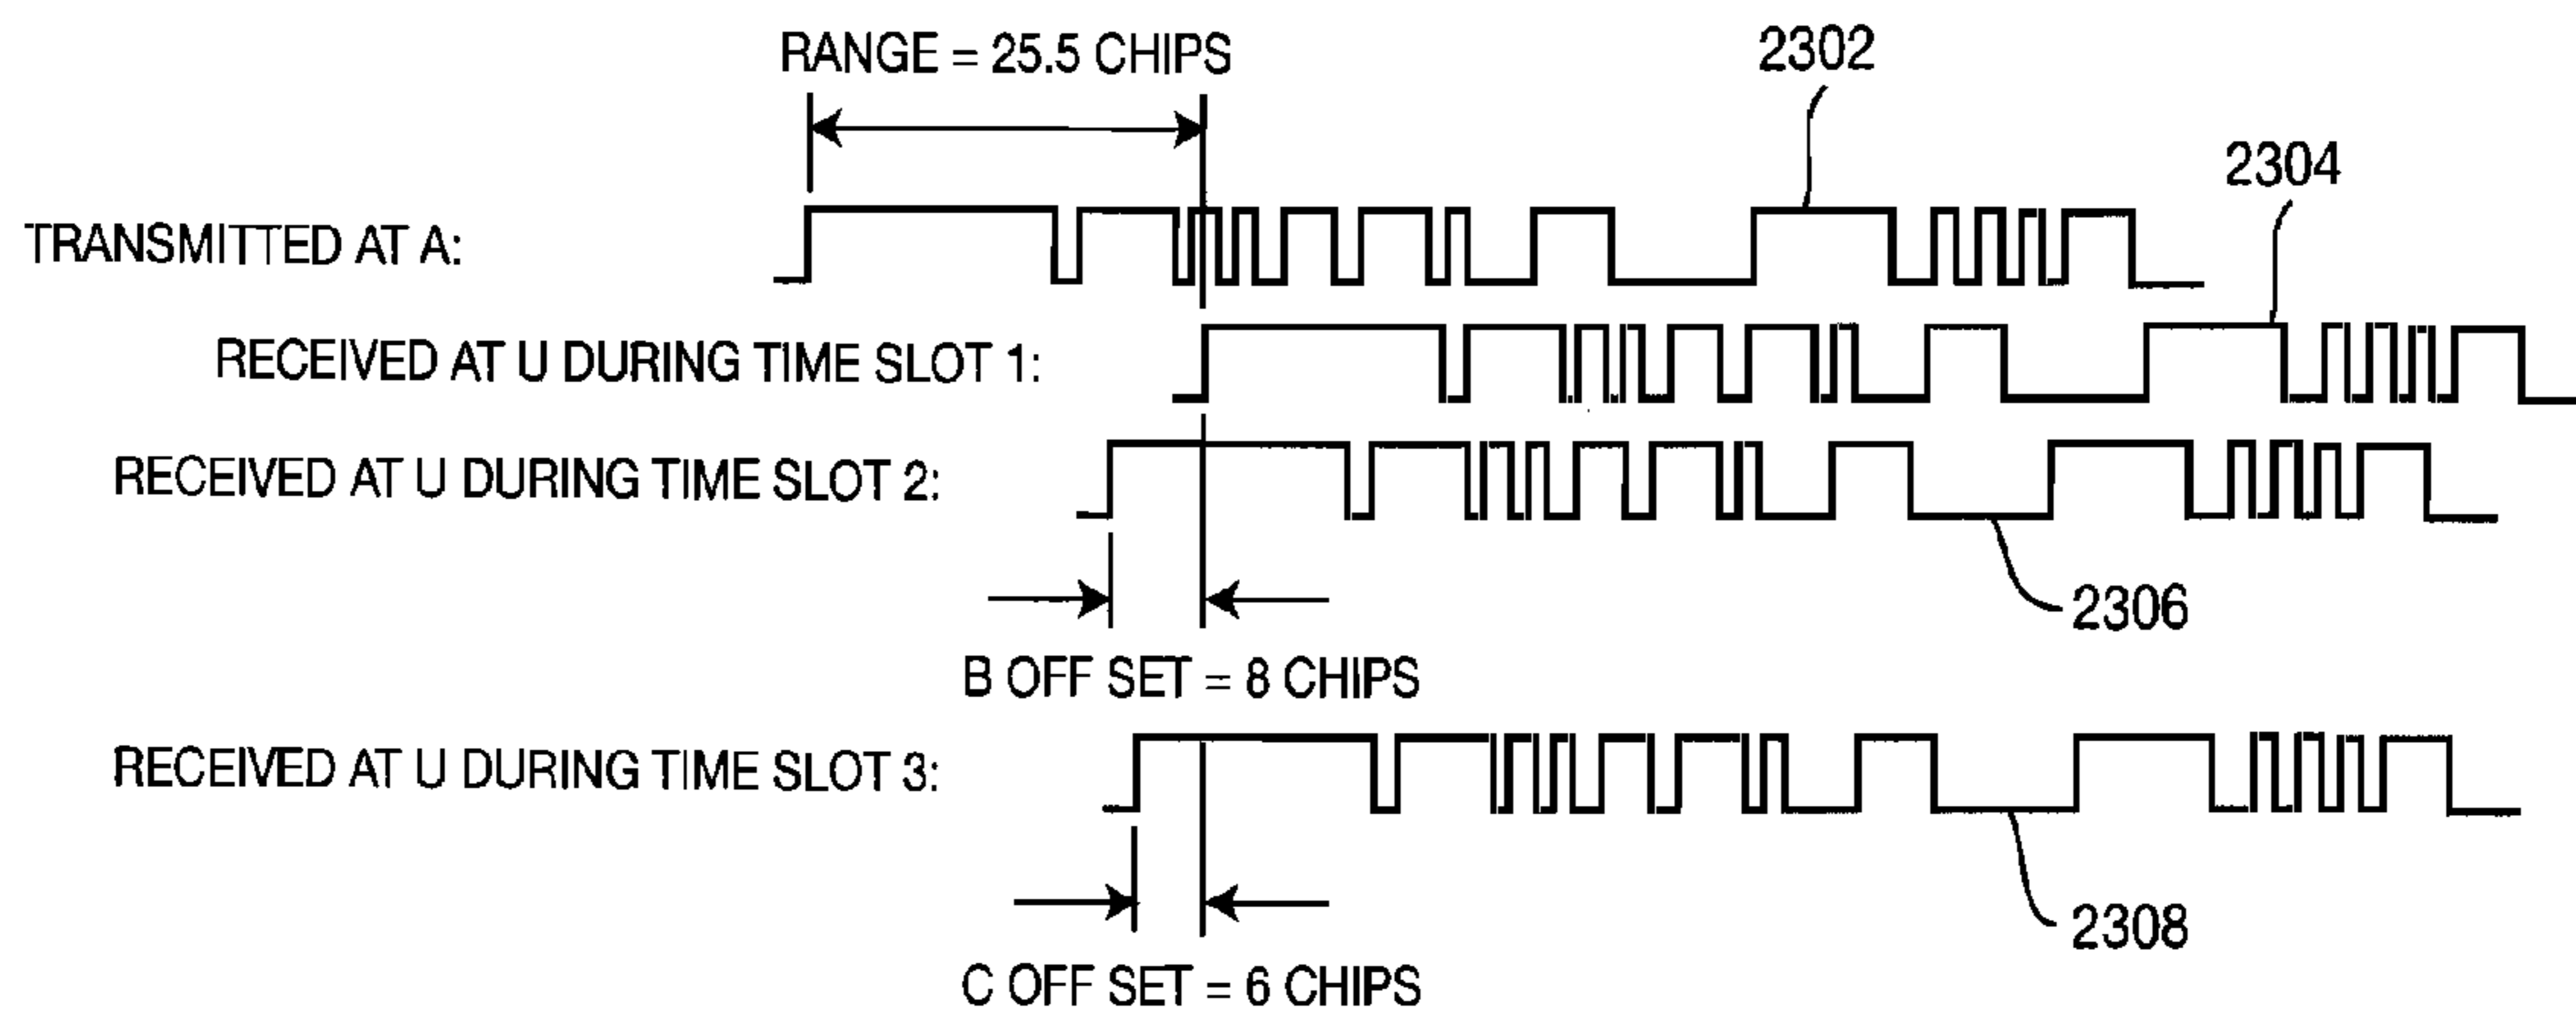 RANGE = 25.5 CHIPS
2302
2304
TRANSMITTED AT A:
RECEIVED AT U DURING TIME SLOT 1:
RECEIVED AT U DURING TIME SLOT 2:
2306
B OFF SET = 8 CHIPS
RECEIVED AT U DURING TIME SLOT 3:
2308
C OFF SET = 6 CHIPS